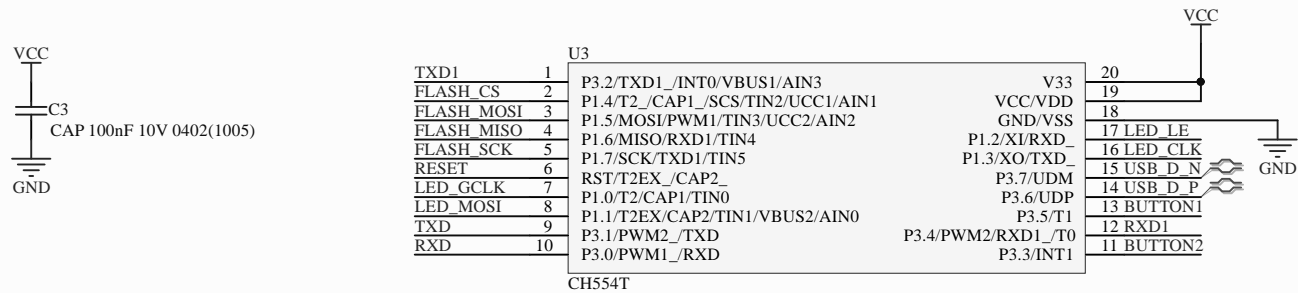 VCC
C3
CAP 100nF 10V 0402(1005)
GND
U3
TXD1 1 P3.2/TXD1_/INT0/VBUS1/AIN3
FLASH_CS 2 P1.4/T2_/CAP1_/SCS/TIN2/UCC1/AIN1
FLASH_MOSI 3 P1.5/MOSI/PWM1/TIN3/UCC2/AIN2
FLASH_MISO 4 P1.6/MISO/RXD1/TIN4
FLASH_SCK 5 P1.7/SCK/TXD1/TIN5
RESET 6 RST/T2EX_/CAP2_
LED_GCLK 7 P1.0/T2/CAP1/TIN0
LED_MOSI 8 P1.1/T2EX/CAP2/TIN1/VBUS2/AIN0
TXD 9 P3.1/PWM2_/TXD
RXD 10 P3.0/PWM1_/RXD
CH554T
VCC
V33 20
VCC/VDD 19
GND/VSS 18
P1.2/XI/RXD_ 17 LED_LE
P1.3/XO/TXD_ 16 LED_CLK
P3.7/UDM 15 USB_D_N
P3.6/UDP 14 USB_D_P
P3.5/T1 13 BUTTON1
P3.4/PWM2/RXD1_/T0 12 RXD1
P3.3/INT1 11 BUTTON2
GND